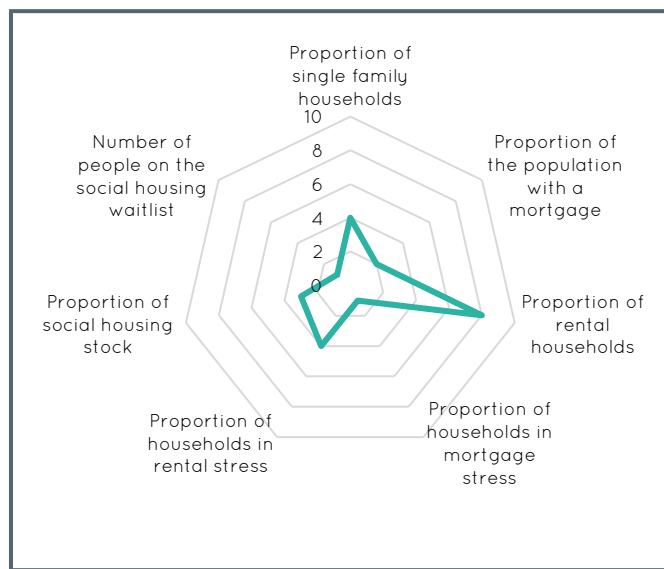 Proportion of
single family
households
10
8
6
4
2
0
Proportion of
the population
with a
mortgage
Proportion of
rental
households
Proportion of
households in
mortgage
stress
Proportion of
households in
rental stress
Proportion of
social housing
stock
Number of
people on the
social housing
waitlist